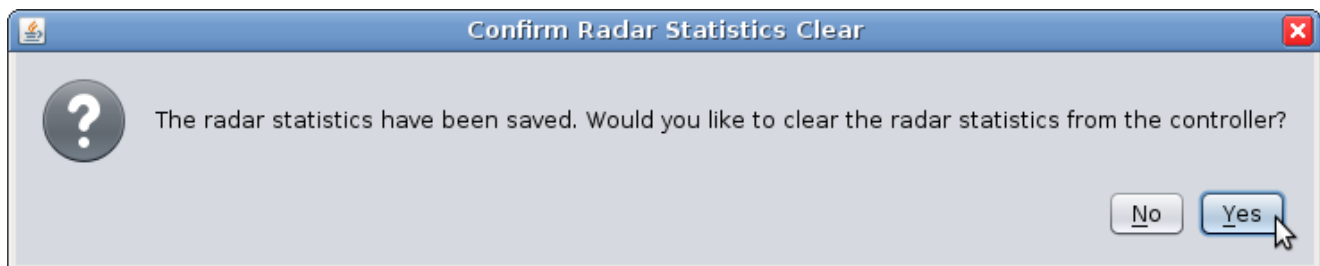 Confirm Radar Statistics Clear
The radar statistics have been saved. Would you like to clear the radar statistics from the controller?
No Yes